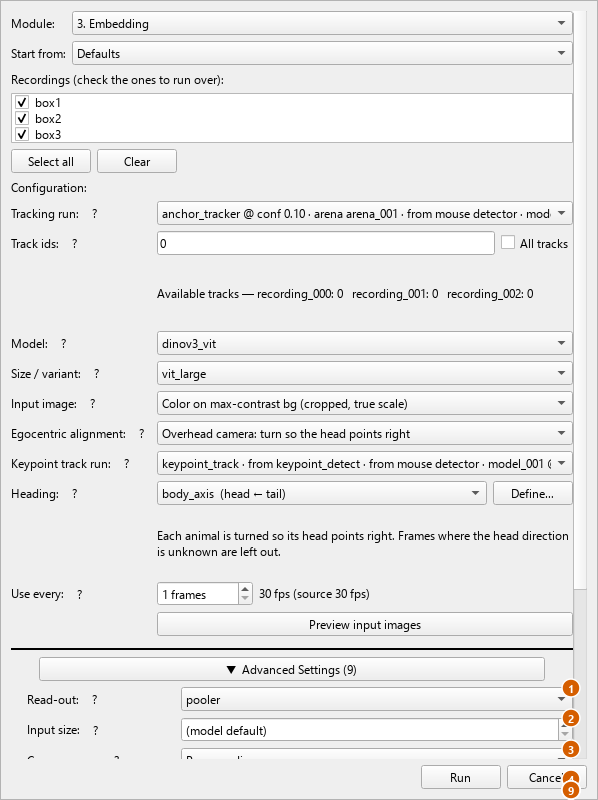 Module: 3. Embedding
Start from: Defaults
Recordings (check the ones to run over):
box1
box2
box3
Select all Clear
Configuration:
Tracking run: ? anchor_tracker @ conf 0.10 · arena arena_001 · from mouse detector · mod
Track ids: ? 0 All tracks
Available tracks — recording_000: 0 recording_001: 0 recording_002: 0
Model: ? dinov3_vit
Size / variant: ? vit_large
Input image: ? Color on max-contrast bg (cropped, true scale)
Egocentric alignment: ? Overhead camera: turn so the head points right
Keypoint track run: ? keypoint_track · from keypoint_detect · from mouse detector · model_001
Heading: ? body_axis (head ← tail) Define...
Each animal is turned so its head points right. Frames where the head direction
is unknown are left out.
Use every: ? 1 frames 30 fps (source 30 fps)
Preview input images
▼ Advanced Settings (9)
Read-out: ? pooler 1
2
Input size: ? (model default)
3
Run Cancel 4
9